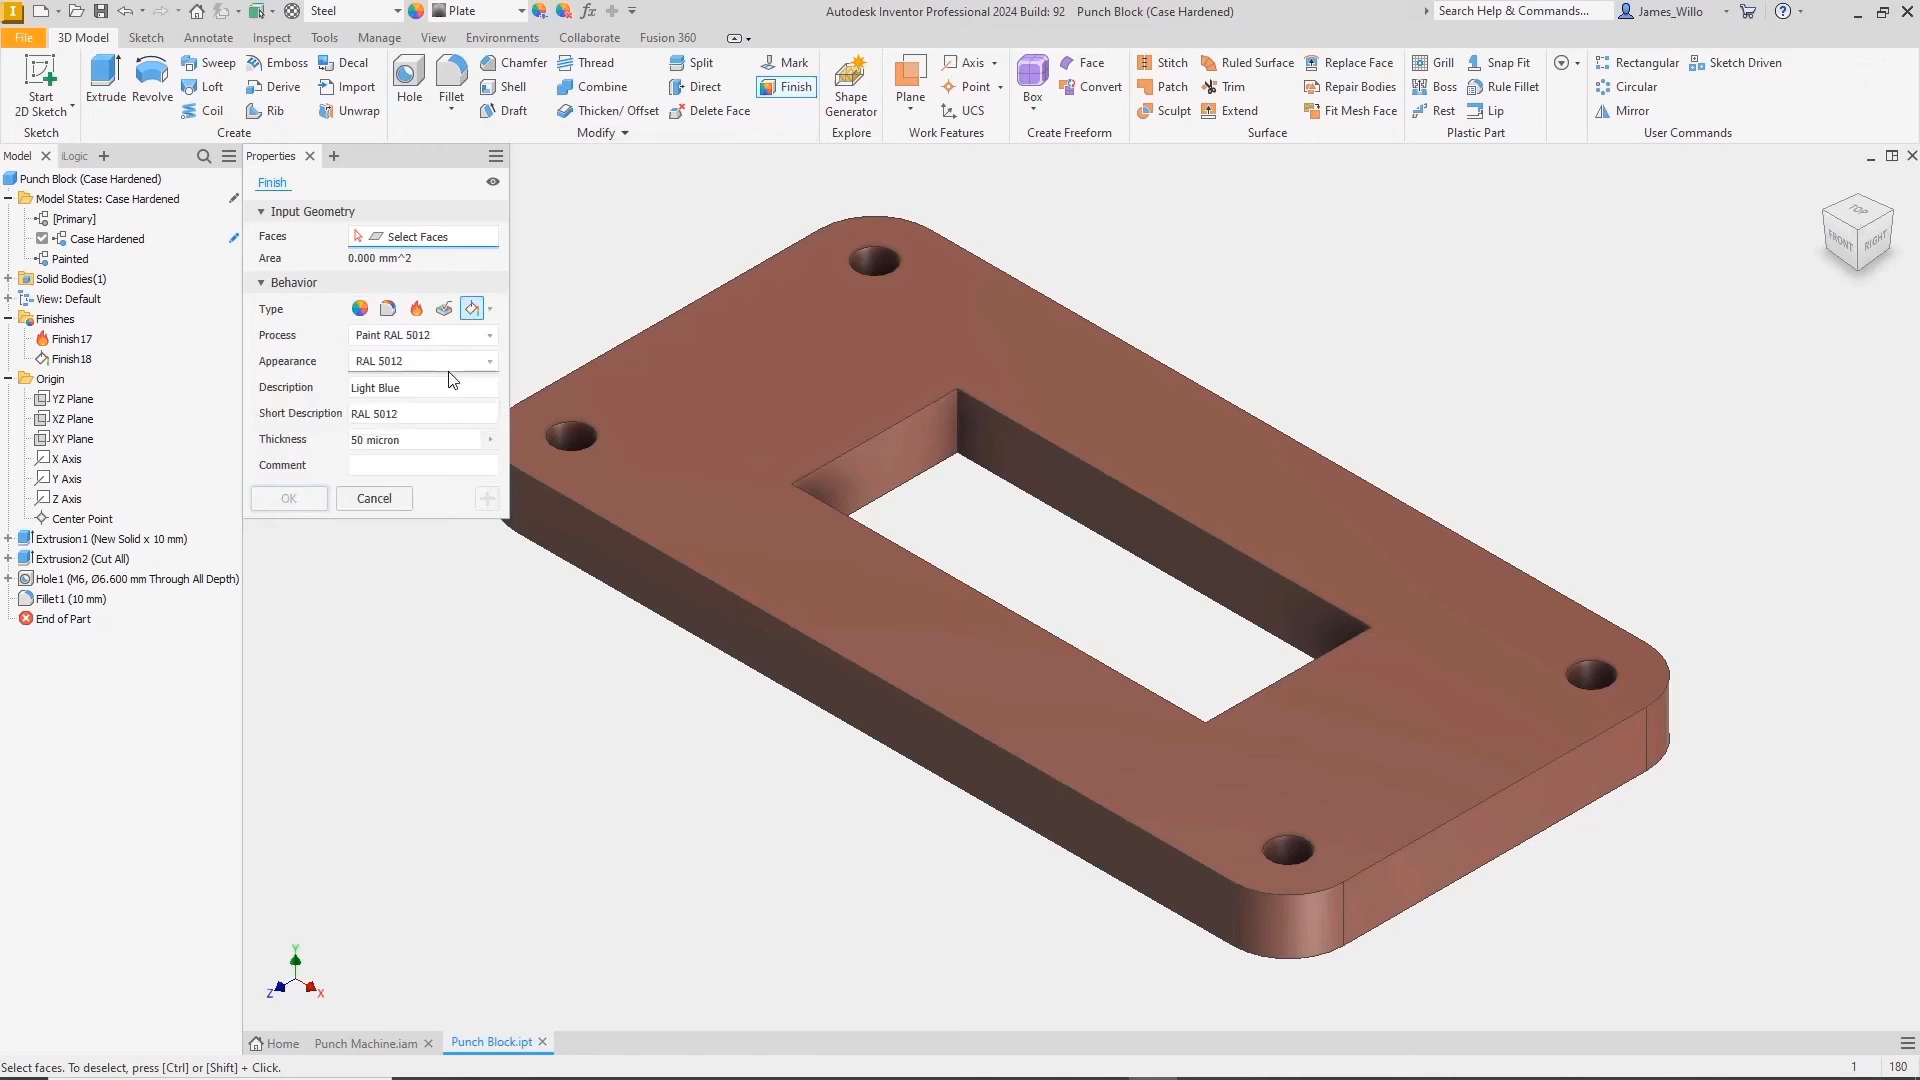 Steel
Plate
Autodesk Inventor Professional 2024 Build: 92 Punch Block (Case Hardened)
Search Help & Commands...
James_Willo
File 3D Model Sketch Annotate Inspect Tools Manage View Environments Collaborate Fusion 360
Start
2D Sketch
Extrude
Revolve
Sweep
Loft
Coil
Emboss
Derive
Rib
Decal
Import
Unwrap
Hole
Fillet
Chamfer
Shell
Draft
Thread
Combine
Thicken/ Offset
Split
Direct
Delete Face
Mark
Finish
Shape
Generator
Plane
Axis
Point
UCS
Box
Face
Convert
Stitch
Patch
Sculpt
Ruled Surface
Trim
Extend
Replace Face
Repair Bodies
Fit Mesh Face
Grill
Boss
Rest
Snap Fit
Rule Fillet
Lip
Rectangular
Circular
Mirror
Sketch Driven
Sketch Create Modify Explore Work Features Create Freeform Surface Plastic Part User Commands
Model iLogic
Punch Block (Case Hardened)
Model States: Case Hardened
[Primary]
Case Hardened
Painted
Solid Bodies(1)
View: Default
Finishes
Finish17
Finish18
Origin
YZ Plane
XZ Plane
XY Plane
X Axis
Y Axis
Z Axis
Center Point
Extrusion1 (New Solid x 10 mm)
Extrusion2 (Cut All)
Hole1 (M6, Ø6.600 mm Through All Depth)
Fillet1 (10 mm)
End of Part
Properties
Finish
Input Geometry
Faces Select Faces
Area 0.000 mm^2
Behavior
Type
Process Paint RAL 5012
Appearance RAL 5012
Description Light Blue
Short Description RAL 5012
Thickness 50 micron
Comment
OK Cancel
TOP
FRONT RIGHT
Y
Z X
Home Punch Machine.iam Punch Block.ipt
Select faces. To deselect, press [Ctrl] or [Shift] + Click.
1 180